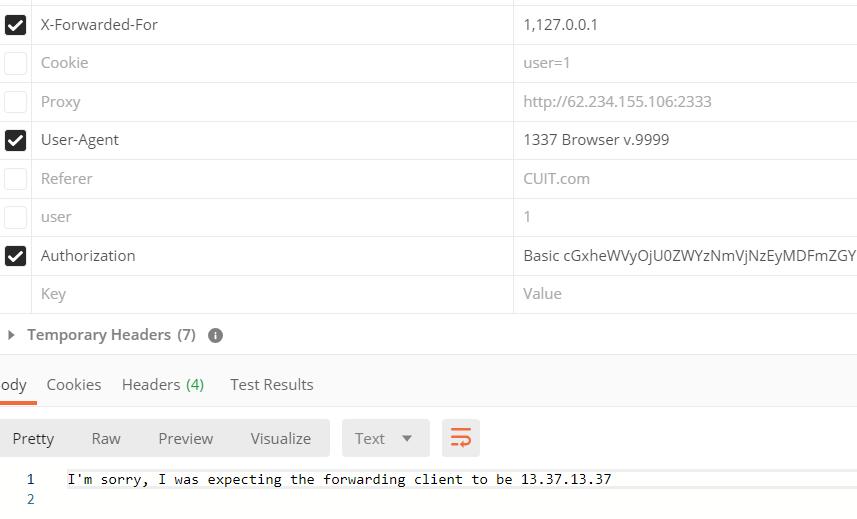 X-Forwarded-For 1,127.0.0.1
Cookie user=1
Proxy http://62.234.155.106:2333
User-Agent 1337 Browser v.9999
Referer CUIT.com
user 1
Authorization Basic cGxheWVyOjU0ZWYzNmVjNzEyMDFmZGY
Key Value
Temporary Headers (7)
ody Cookies Headers (4) Test Results
Pretty Raw Preview Visualize Text
1 I'm sorry, I was expecting the forwarding client to be 13.37.13.37
2